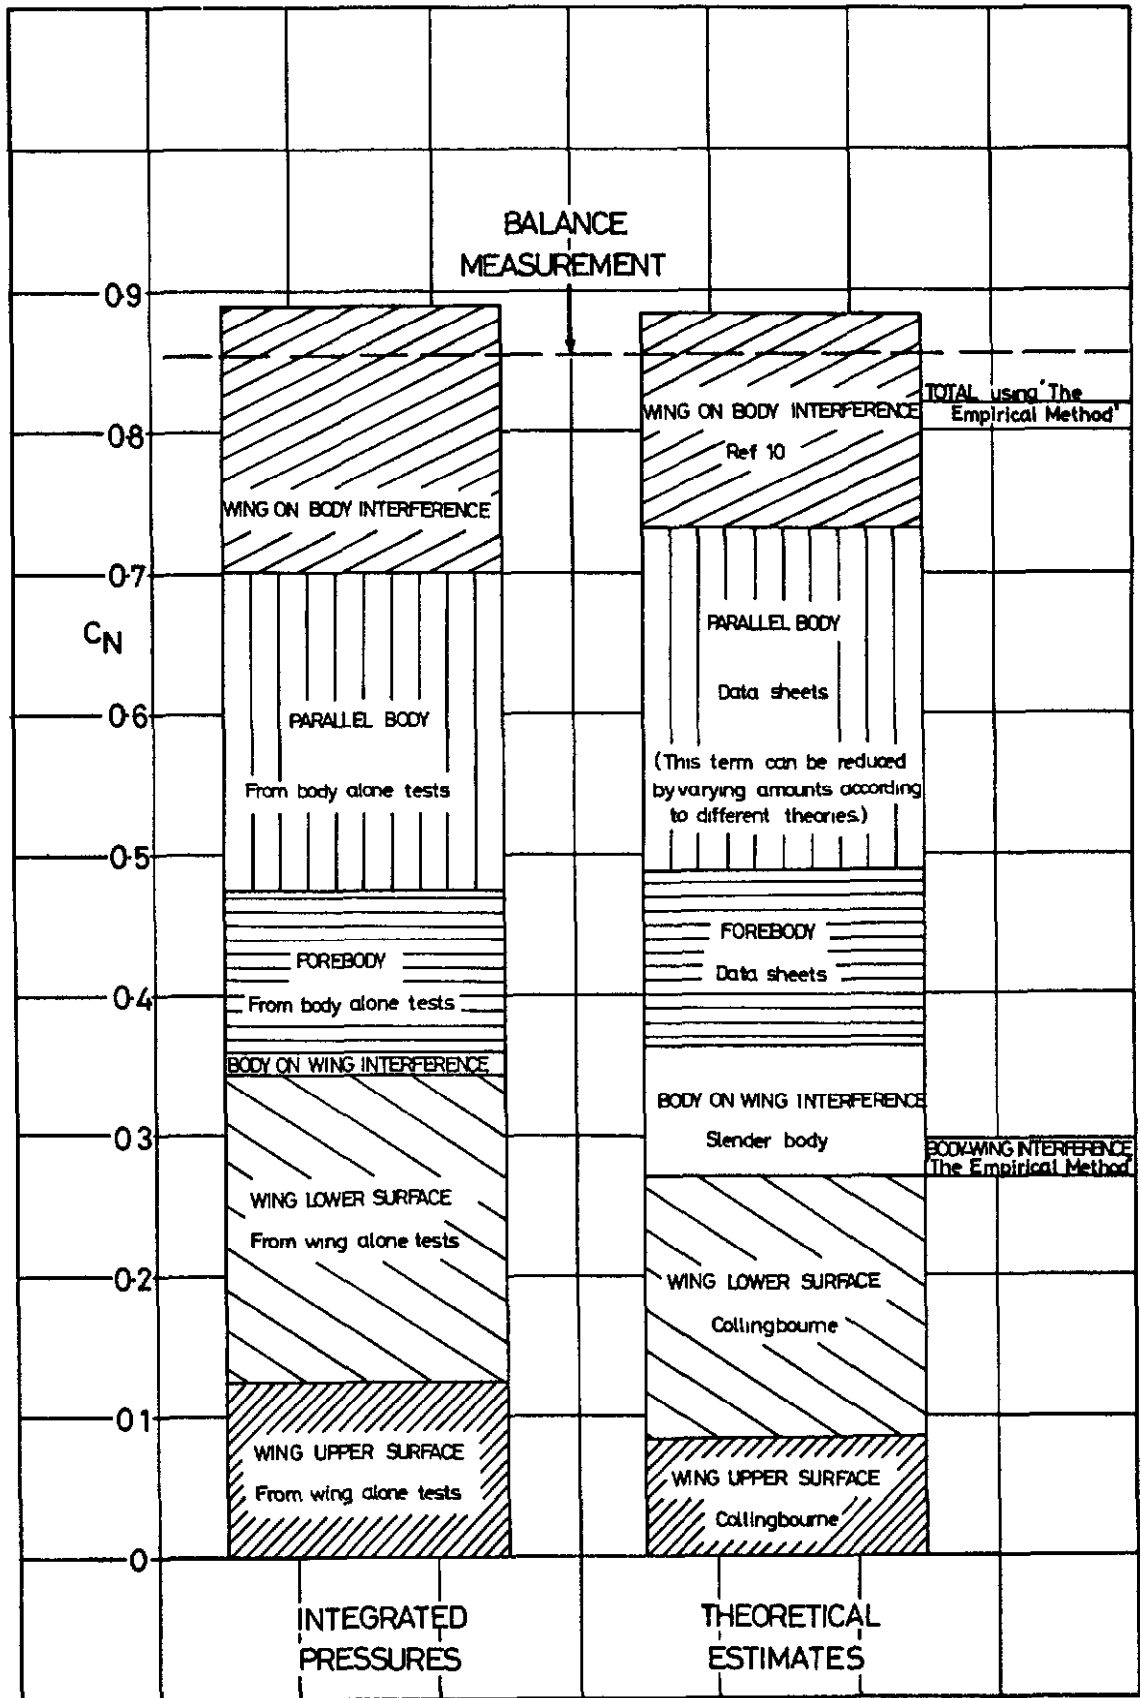 BALANCE
MEASUREMENT
0·9
0·8
0·7
CN
0·6
0·5
0·4
0·3
0·2
0·1
0
WING ON BODY INTERFERENCE
PARALLEL BODY
From body alone tests
FOREBODY
From body alone tests
BODY ON WING INTERFERENCE
WING LOWER SURFACE
From wing alone tests
WING UPPER SURFACE
From wing alone tests
INTEGRATED
PRESSURES
WING ON BODY INTERFERENCE
Ref 10
PARALLEL BODY
Data sheets
(This term can be reduced
by varying amounts according
to different theories.)
FOREBODY
Data sheets
BODY ON WING INTERFERENCE
Slender body
WING LOWER SURFACE
Collingbourne
WING UPPER SURFACE
Collingbourne
THEORETICAL
ESTIMATES
TOTAL using 'The
Empirical Method'
BODY-WING INTERFERENCE
'The Empirical Method'